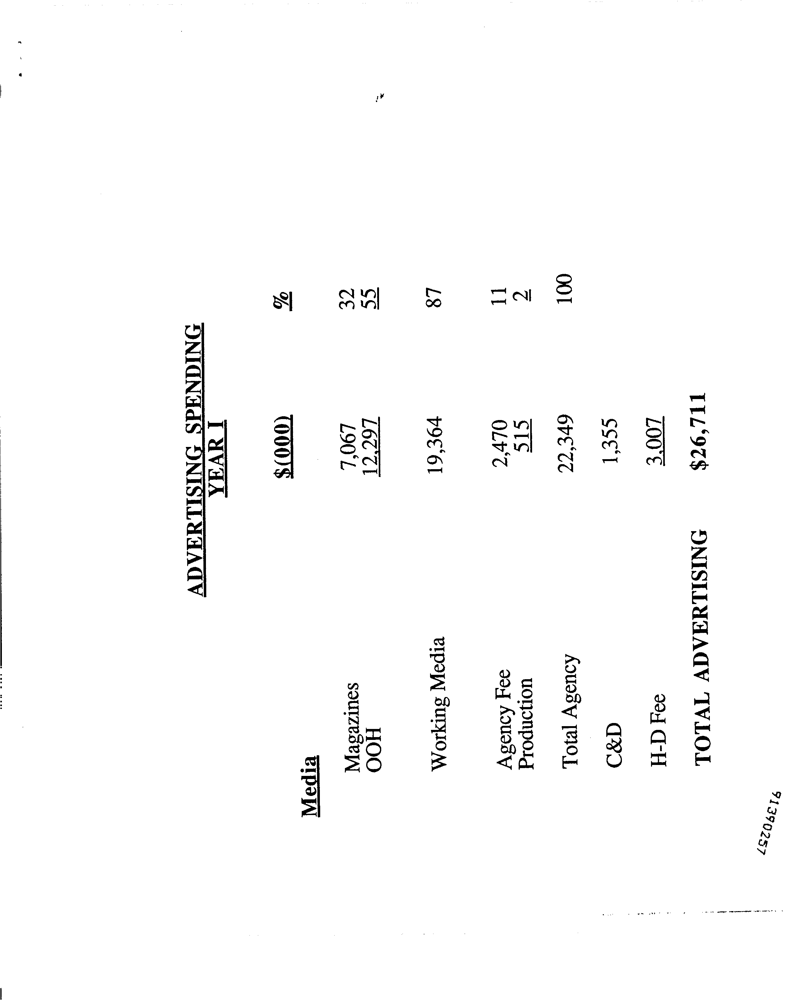 ADVERTISING SPENDING
YEAR I
$(000) %
Media
Magazines 7,067 32
OOH 12,297 55
Working Media 19,364 87
Agency Fee 2,470 11
Production 515 2
Total Agency 22,349 100
C&D 1,355
H-D Fee 3,007
TOTAL ADVERTISING $26,711
91390257